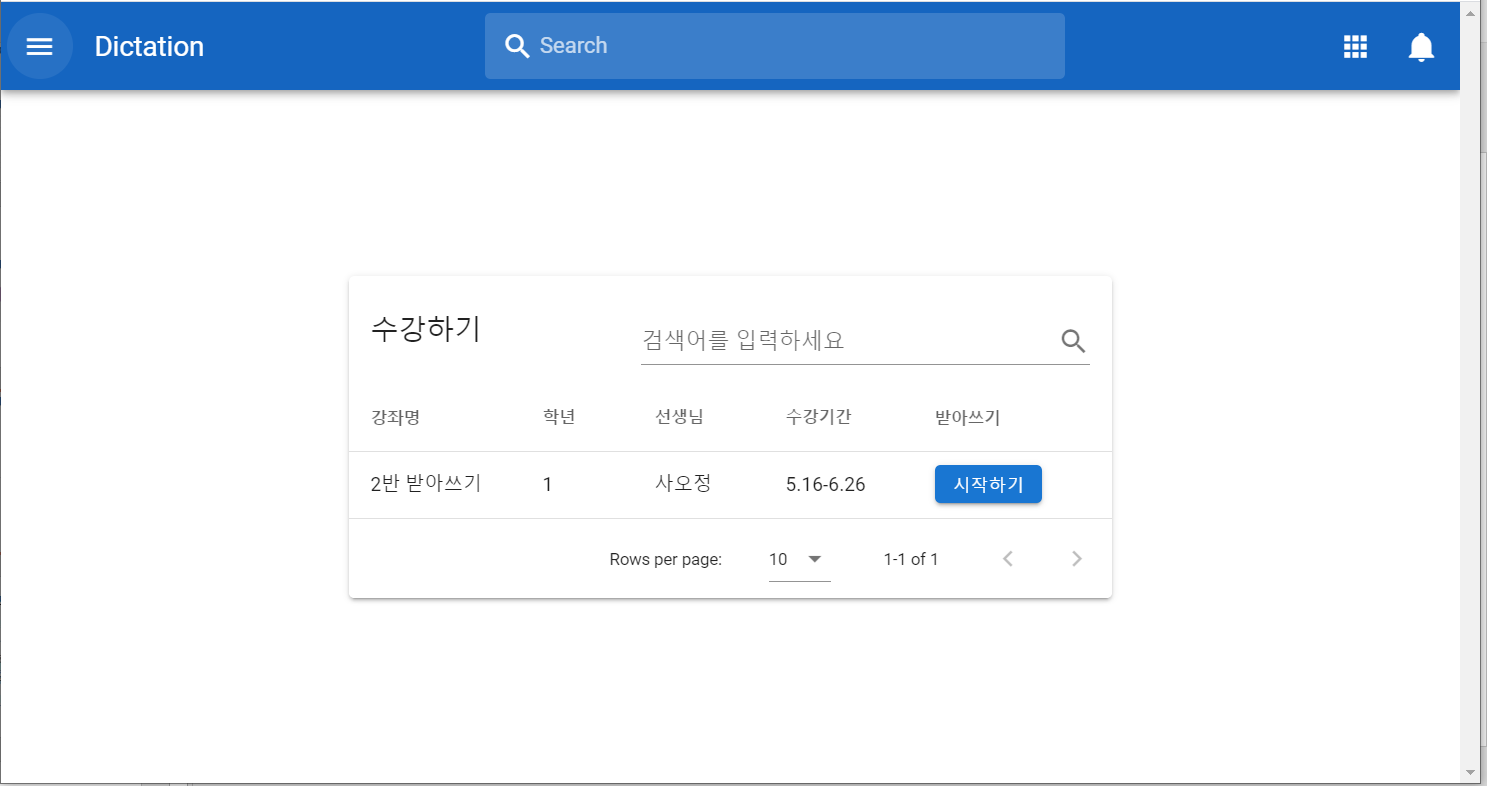 Dictation Search
수강하기 검색어를 입력하세요
강좌명 학년 선생님 수강기간 받아쓰기
2반 받아쓰기 1 사오정 5.16-6.26 시작하기
Rows per page: 10 1-1 of 1